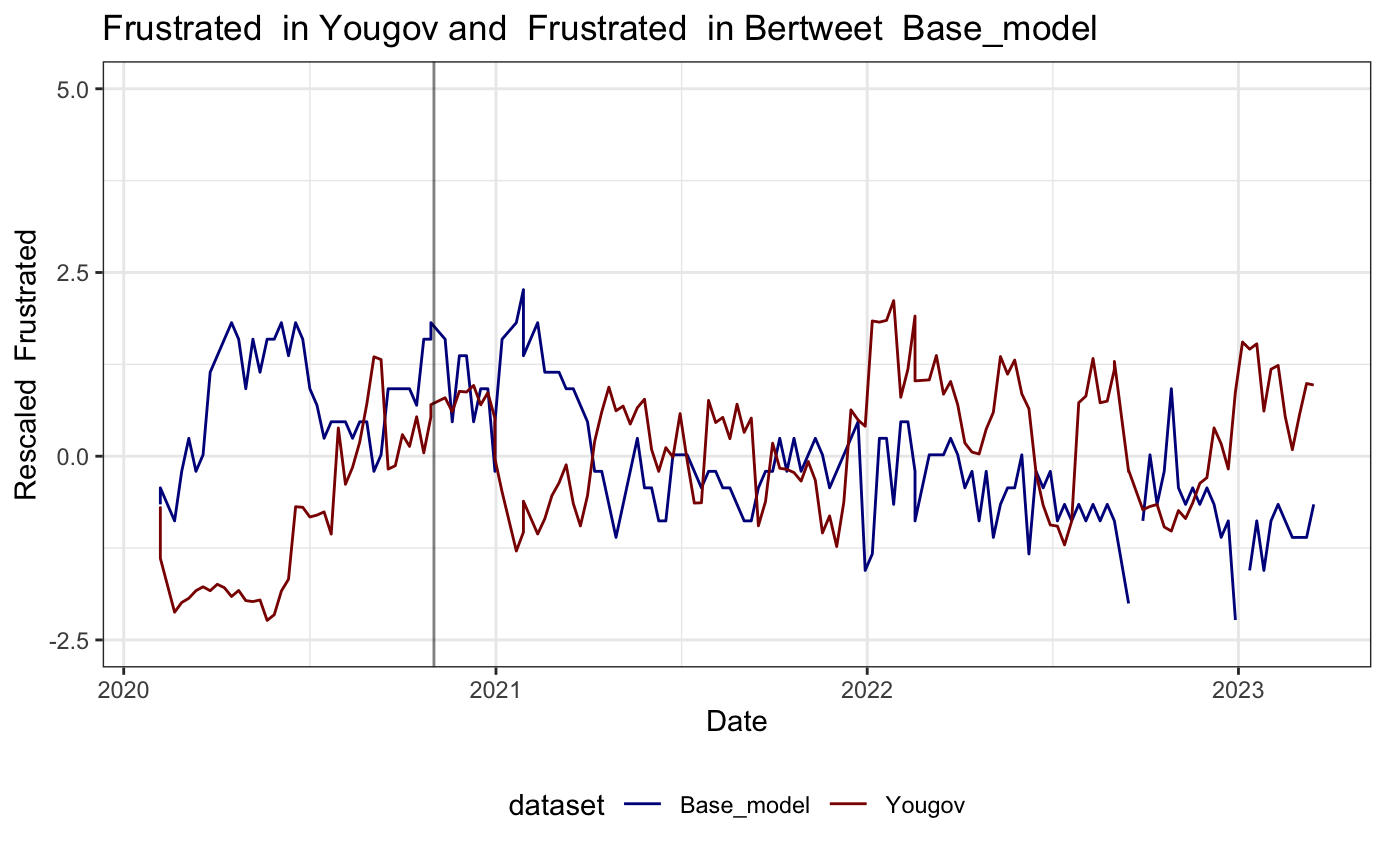 Frustrated  in Yougov and  Frustrated  in Bertweet  Base_model
Rescaled  Frustrated
5.0
2.5
0.0
-2.5
2020
2021
2022
2023
Date
dataset
Base_model
Yougov